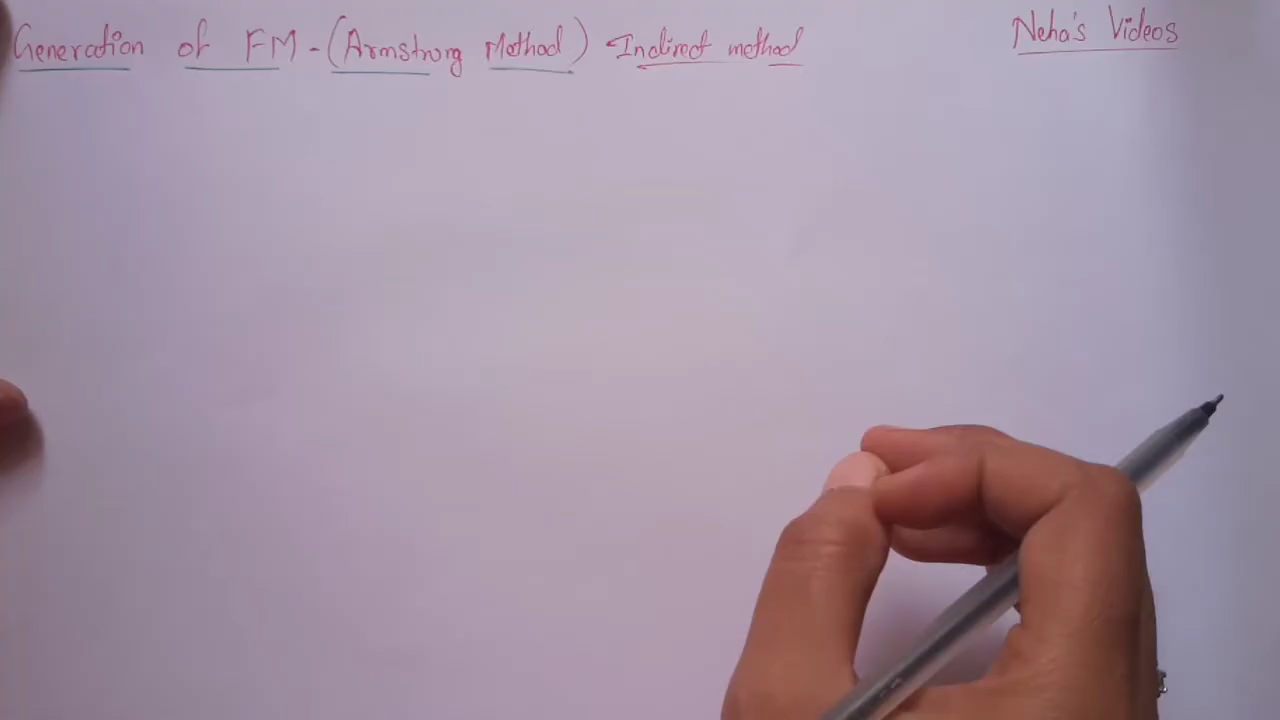 Generation of FM - (Armstrong Method) Indirect method
Neha's Videos